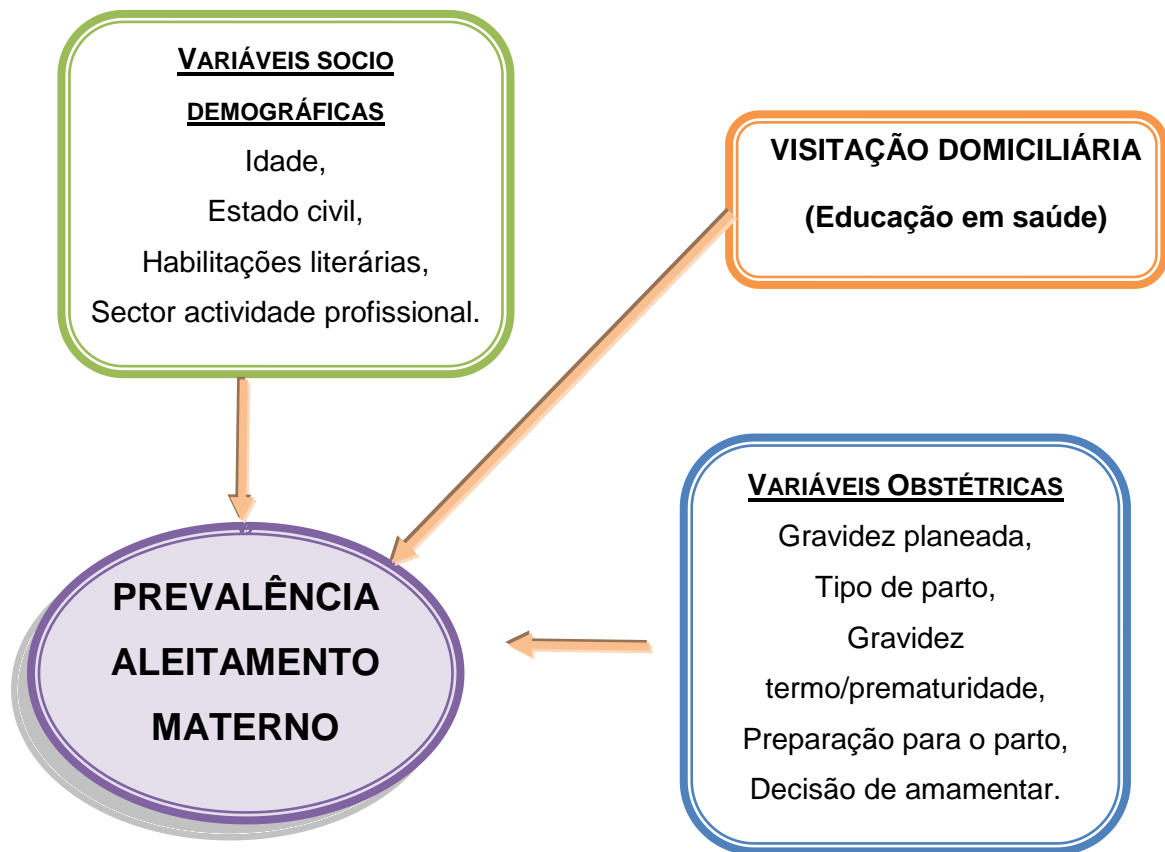 VARIÁVEIS SOCIO
DEMOGRÁFICAS
Idade,
Estado civil,
Habilitações literárias,
Sector actividade profissional.
VISITAÇÃO DOMICILIÁRIA
(Educação em saúde)
VARIÁVEIS OBSTÉTRICAS
Gravidez planeada,
Tipo de parto,
Gravidez
termo/prematuridade,
Preparação para o parto,
Decisão de amamentar.
PREVALÊNCIA
ALEITAMENTO
MATERNO